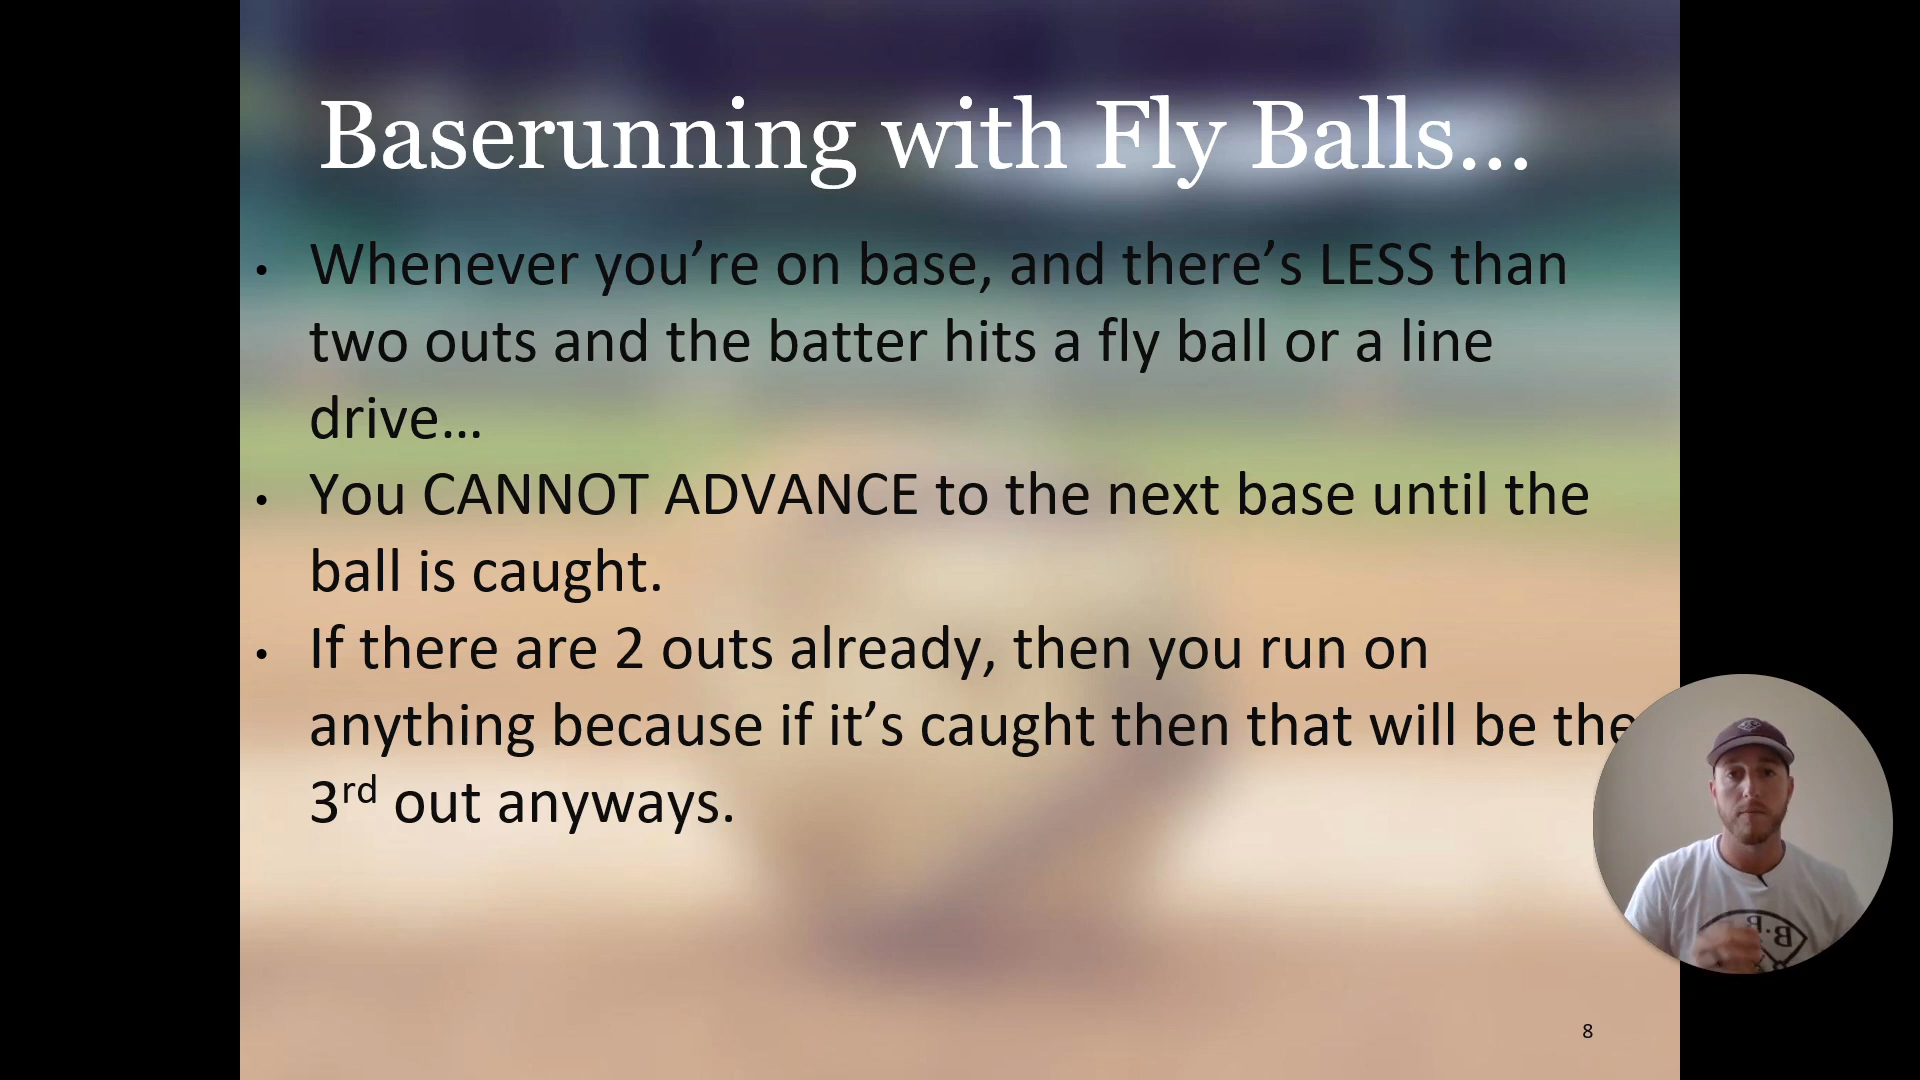 Baserunning with Fly Balls...
• Whenever you’re on base, and there’s LESS than
two outs and the batter hits a fly ball or a line
drive...
• You CANNOT ADVANCE to the next base until the
ball is caught.
• If there are 2 outs already, then you run on
anything because if it’s caught then that will be the
3rd out anyways.
8